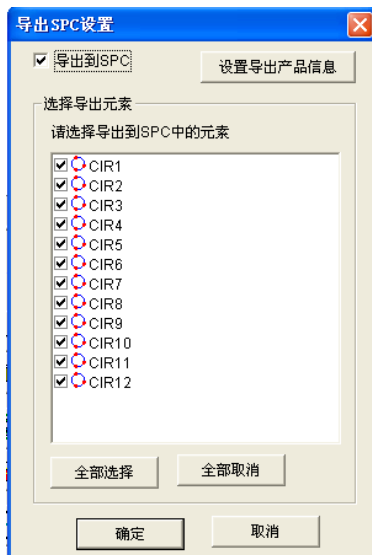 导出SPC设置
导出到SPC
设置导出产品信息
选择导出元素
请选择导出到SPC中的元素
CIR1
CIR2
CIR3
CIR4
CIR5
CIR6
CIR7
CIR8
CIR9
CIR10
CIR11
CIR12
全部选择
全部取消
确定
取消